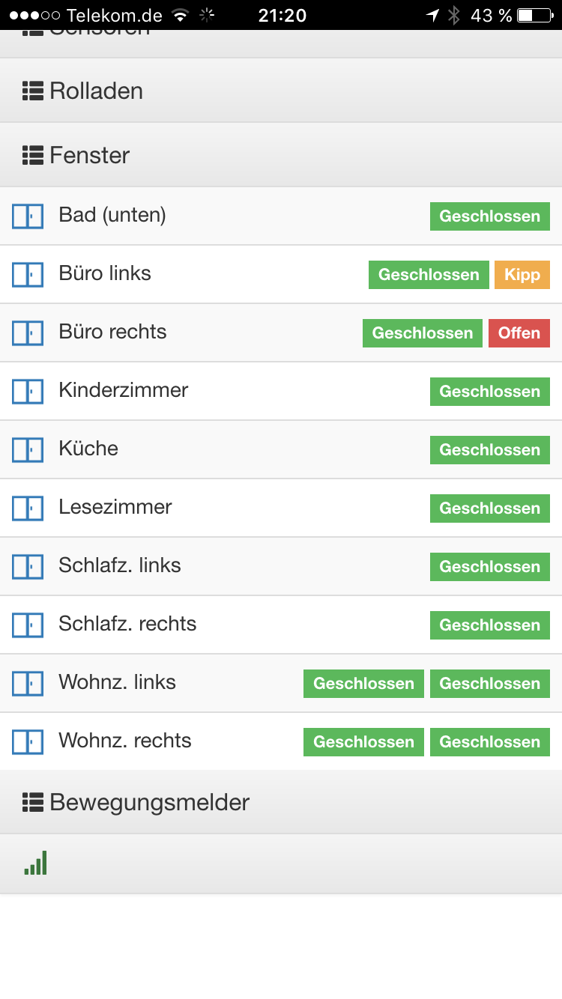 Telekom.de 21:20 43 %
Sensoren
Rolladen
Fenster
Bad (unten) Geschlossen
Büro links Geschlossen Kipp
Büro rechts Geschlossen Offen
Kinderzimmer Geschlossen
Küche Geschlossen
Lesezimmer Geschlossen
Schlafz. links Geschlossen
Schlafz. rechts Geschlossen
Wohnz. links Geschlossen Geschlossen
Wohnz. rechts Geschlossen Geschlossen
Bewegungsmelder